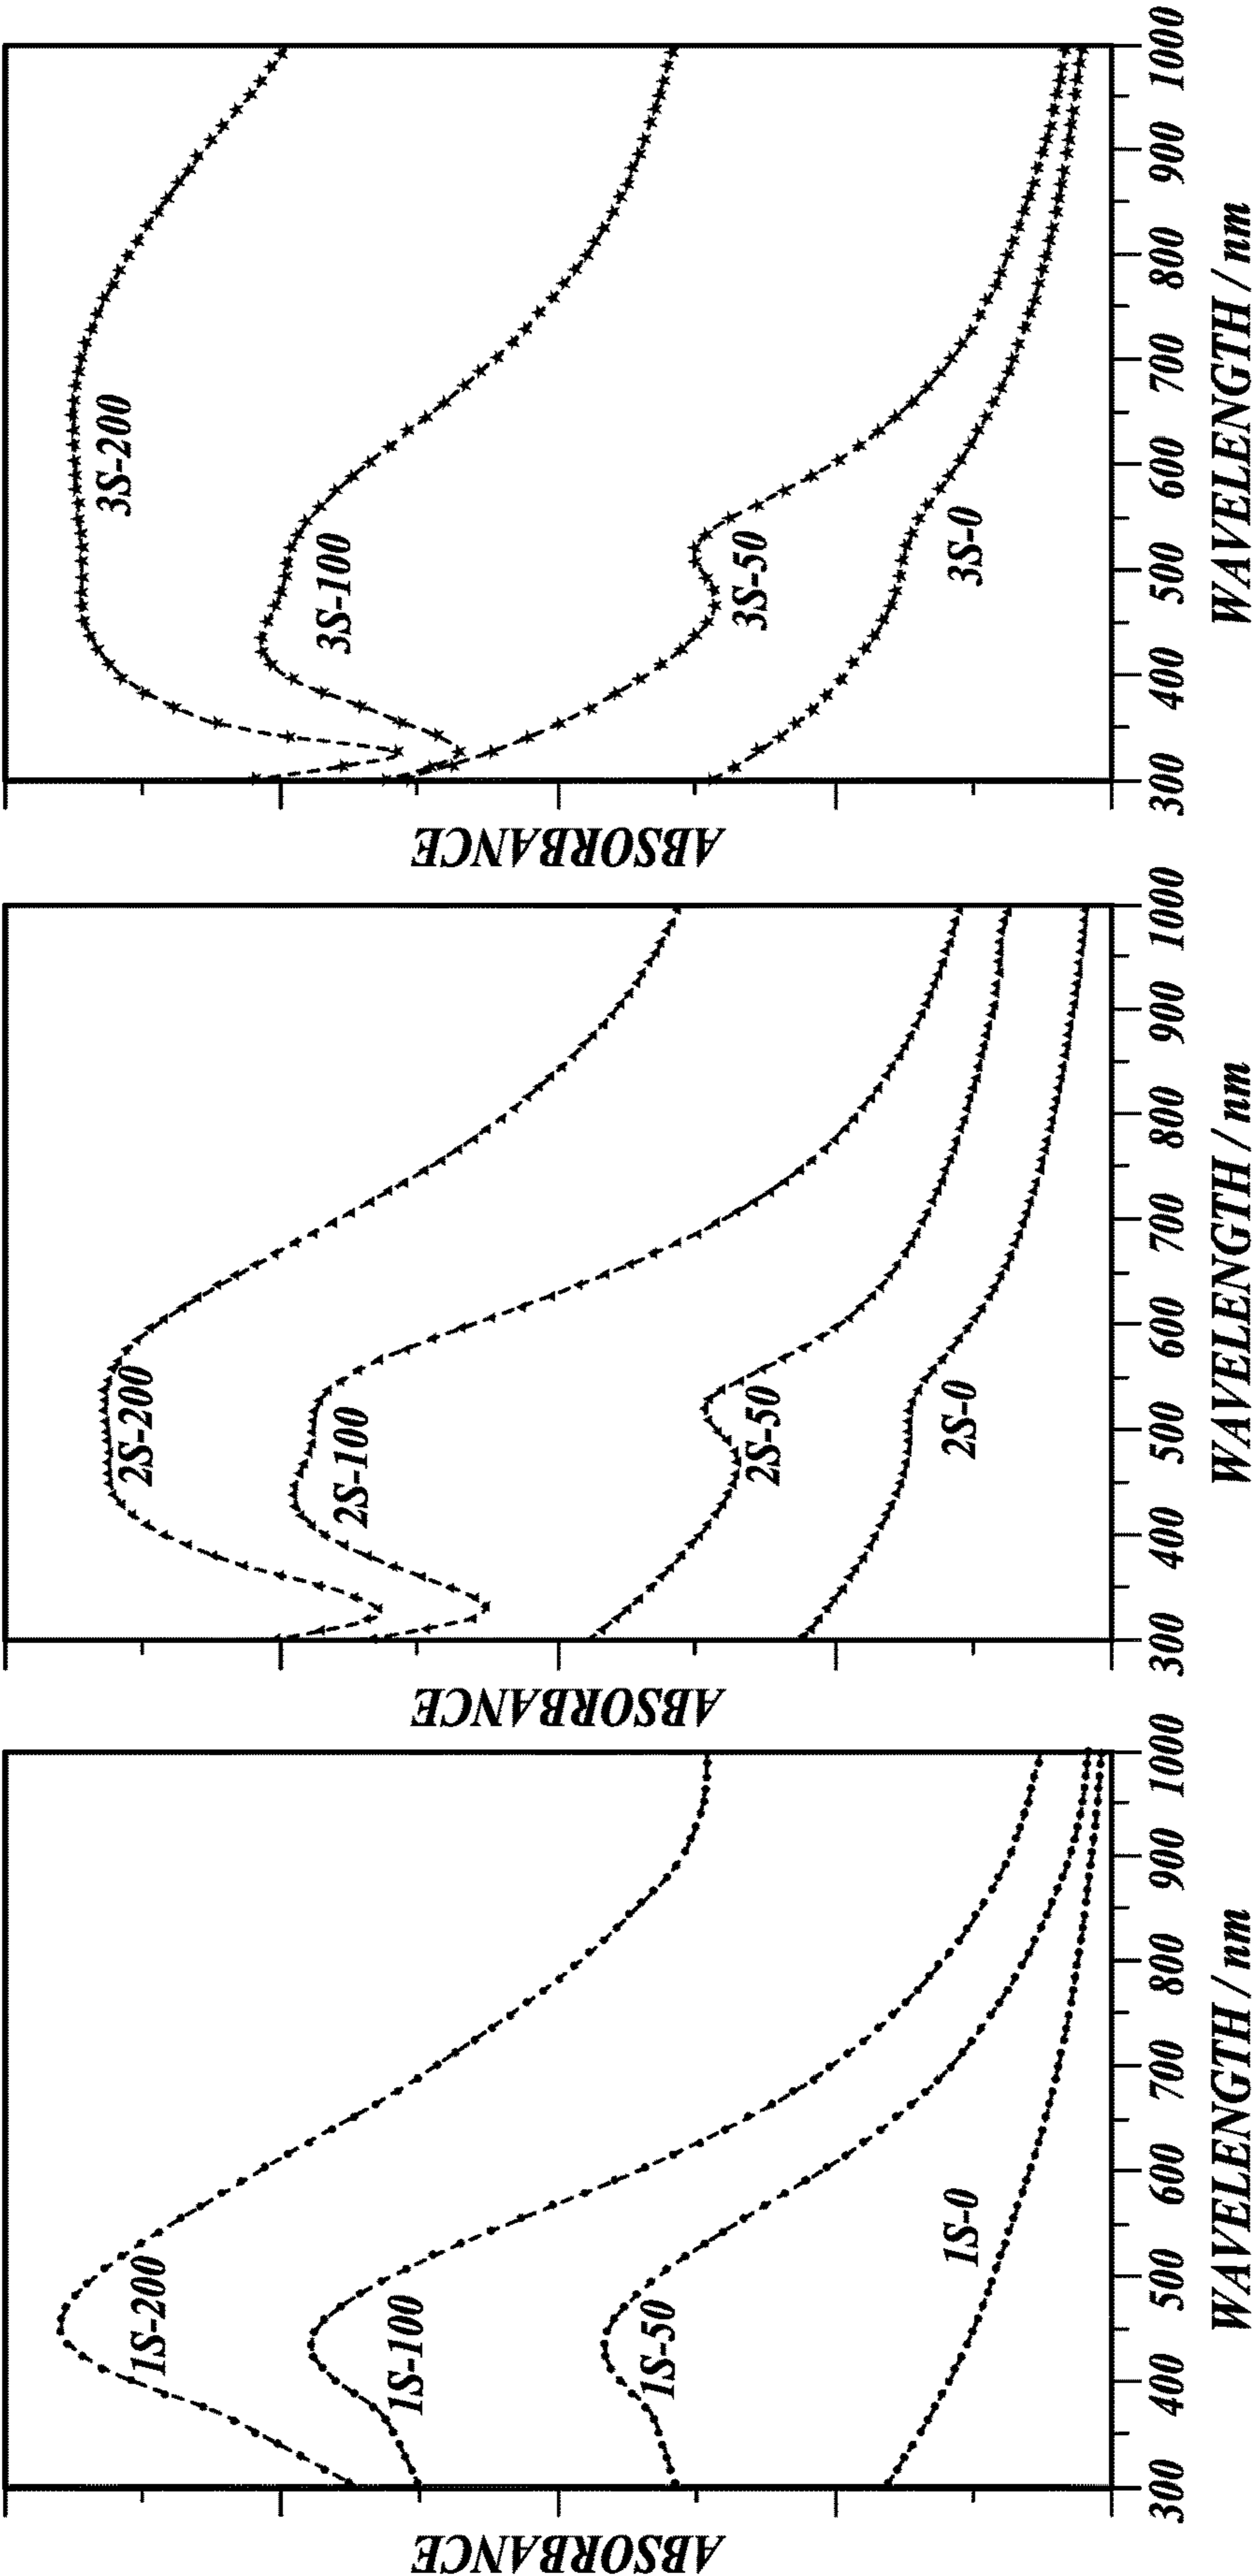 ABSORBANCE
1S-200
1S-100
1S-50
1S-0
300 400 500 600 700 800 900 1000
WAVELENGTH / nm
ABSORBANCE
2S-200
2S-100
2S-50
2S-0
300 400 500 600 700 800 900 1000
WAVELENGTH / nm
ABSORBANCE
3S-200
3S-100
3S-50
3S-0
300 400 500 600 700 800 900 1000
WAVELENGTH / nm